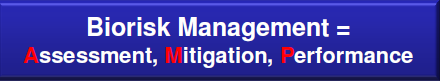 Biorisk Management =
Assessment, Mitigation, Performance